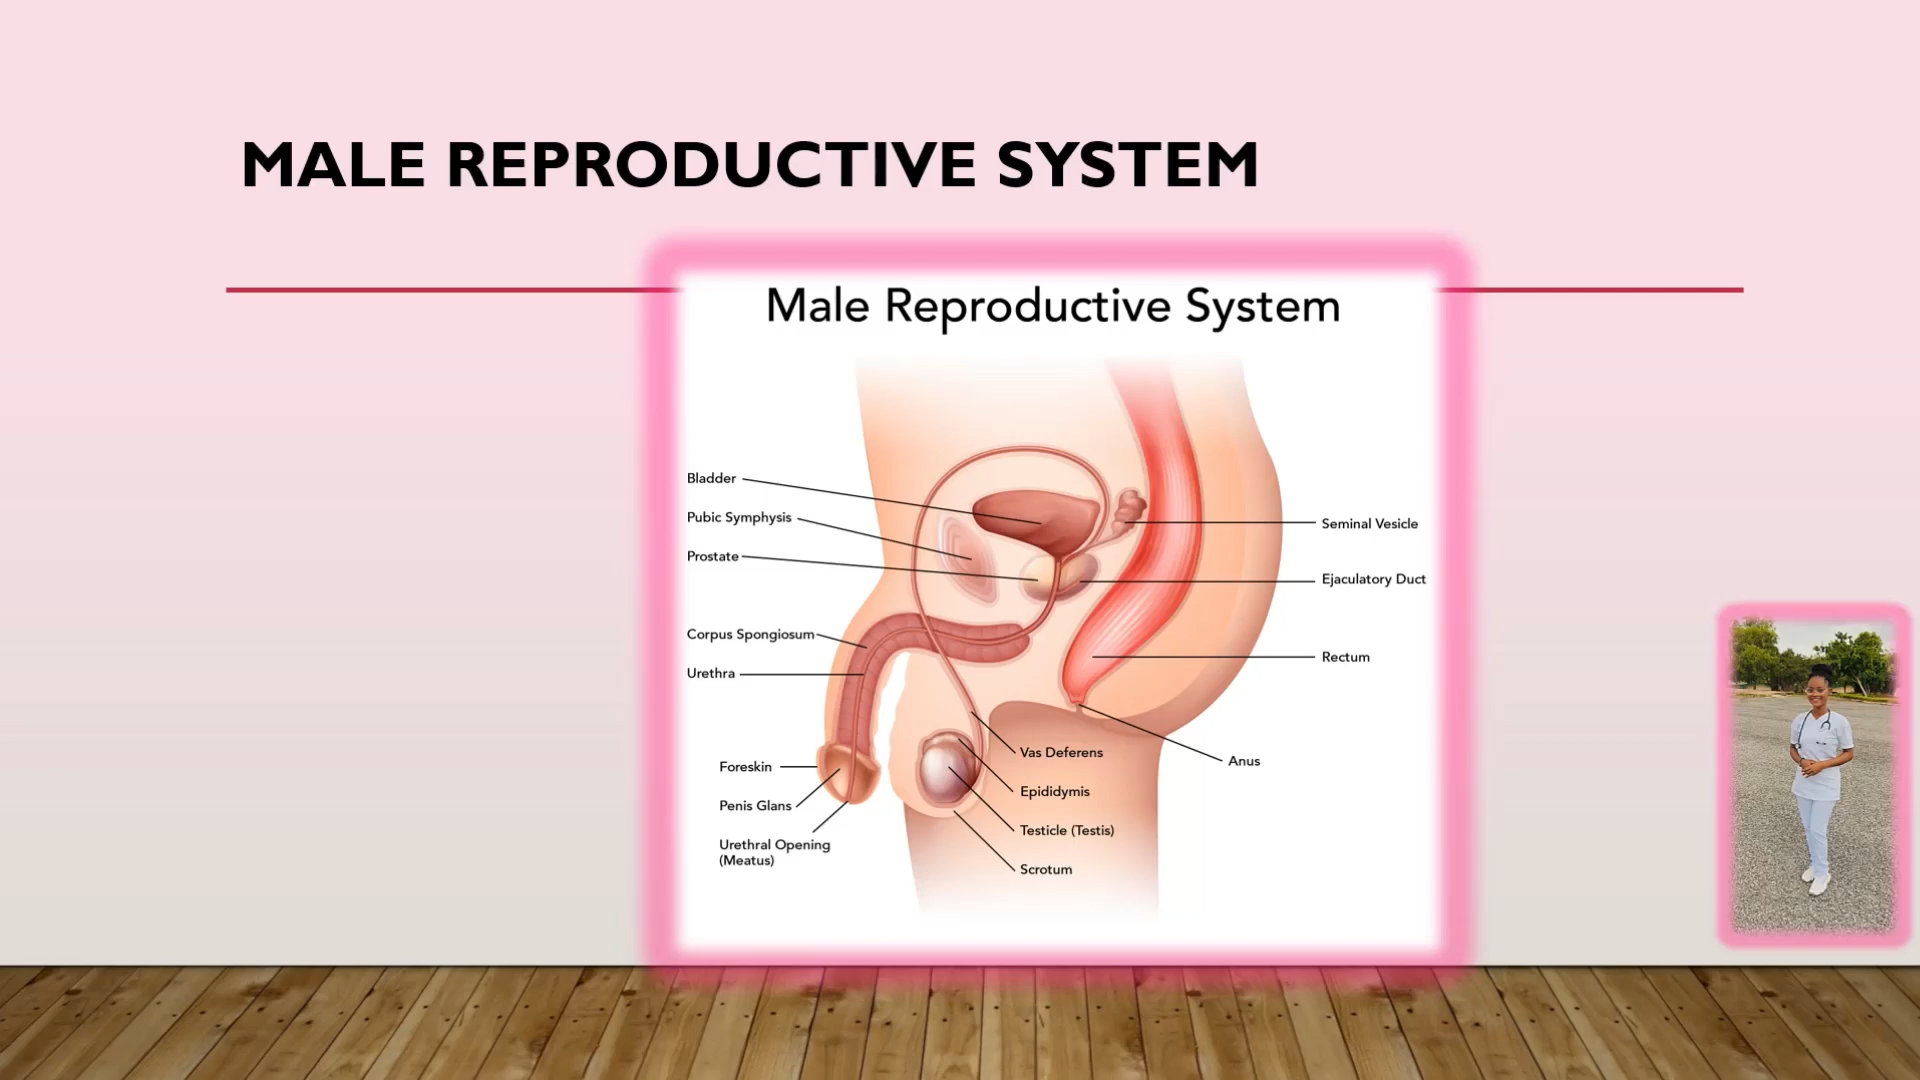 MALE REPRODUCTIVE SYSTEM
Male Reproductive System
Bladder
Pubic Symphysis
Prostate
Corpus Spongiosum
Urethra
Foreskin
Penis Glans
Urethral Opening
(Meatus)
Vas Deferens
Epididymis
Testicle (Testis)
Scrotum
Seminal Vesicle
Ejaculatory Duct
Rectum
Anus